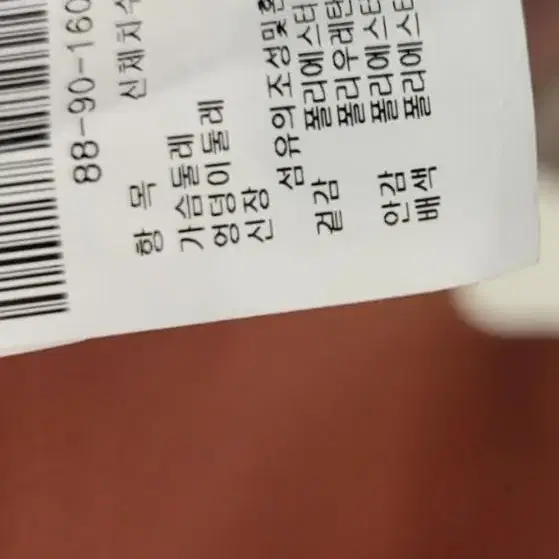 88-90-160
신체치수
항 목
가슴둘레
엉덩이둘레
신장
섬유의 조성및혼
겉감 폴리에스터
폴리우레탄
안감 폴리에스터
배색 폴리에스터